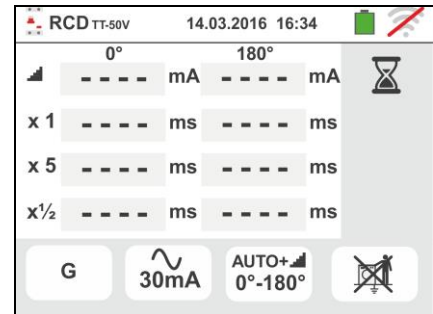 RCD TT-50V 14.03.2016 16:34
0° 180°
---- mA ---- mA
x 1 ---- ms ---- ms
x 5 ---- ms ---- ms
x½ ---- ms ---- ms
G 30mA AUTO+ 0°-180°